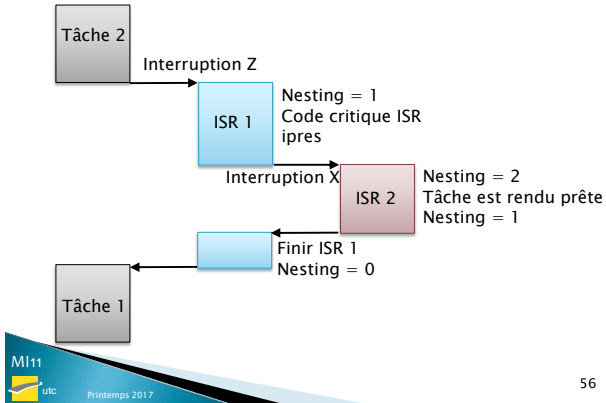 Tâche 2
Interruption Z
ISR 1
Nesting = 1
Code critique ISR
ipres
Interruption X
ISR 2
Nesting = 2
Tâche est rendu prête
Nesting = 1
Finir ISR 1
Nesting = 0
Tâche 1
MI11
utc
Printemps 2017
56